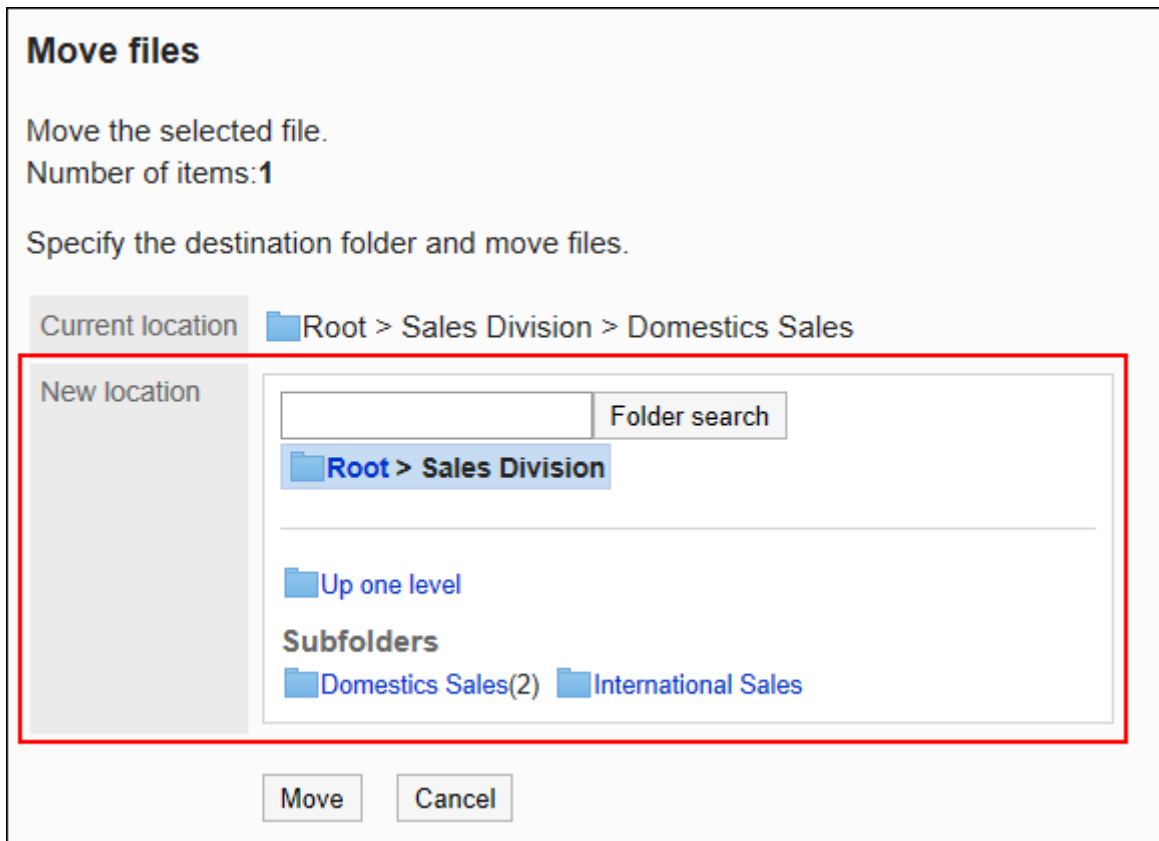 Move files
Move the selected file.
Number of items:1
Specify the destination folder and move files.
Current location Root > Sales Division > Domestics Sales
New location
Folder search
Root > Sales Division
Up one level
Subfolders
Domestics Sales(2) International Sales
Move Cancel